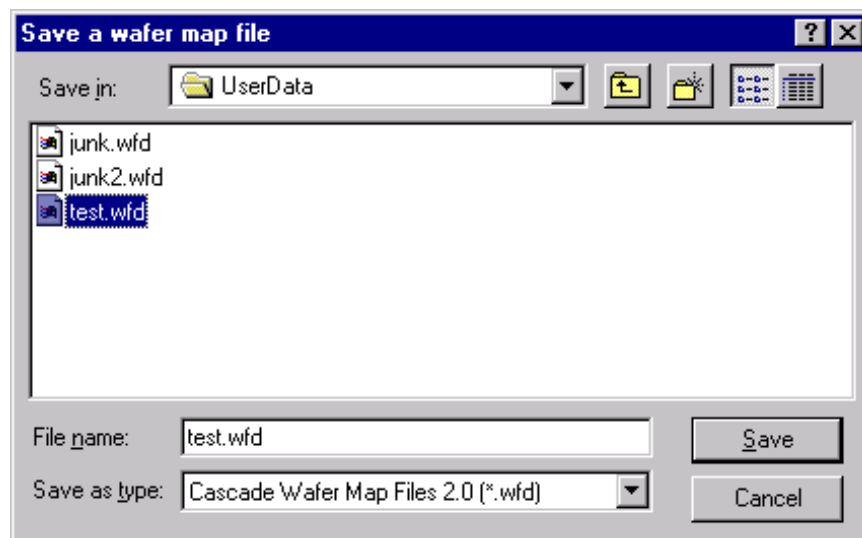 Save a wafer map file
Save in: UserData
junk.wfd
junk2.wfd
test.wfd
File name: test.wfd Save
Save as type: Cascade Wafer Map Files 2.0 (*.wfd) Cancel